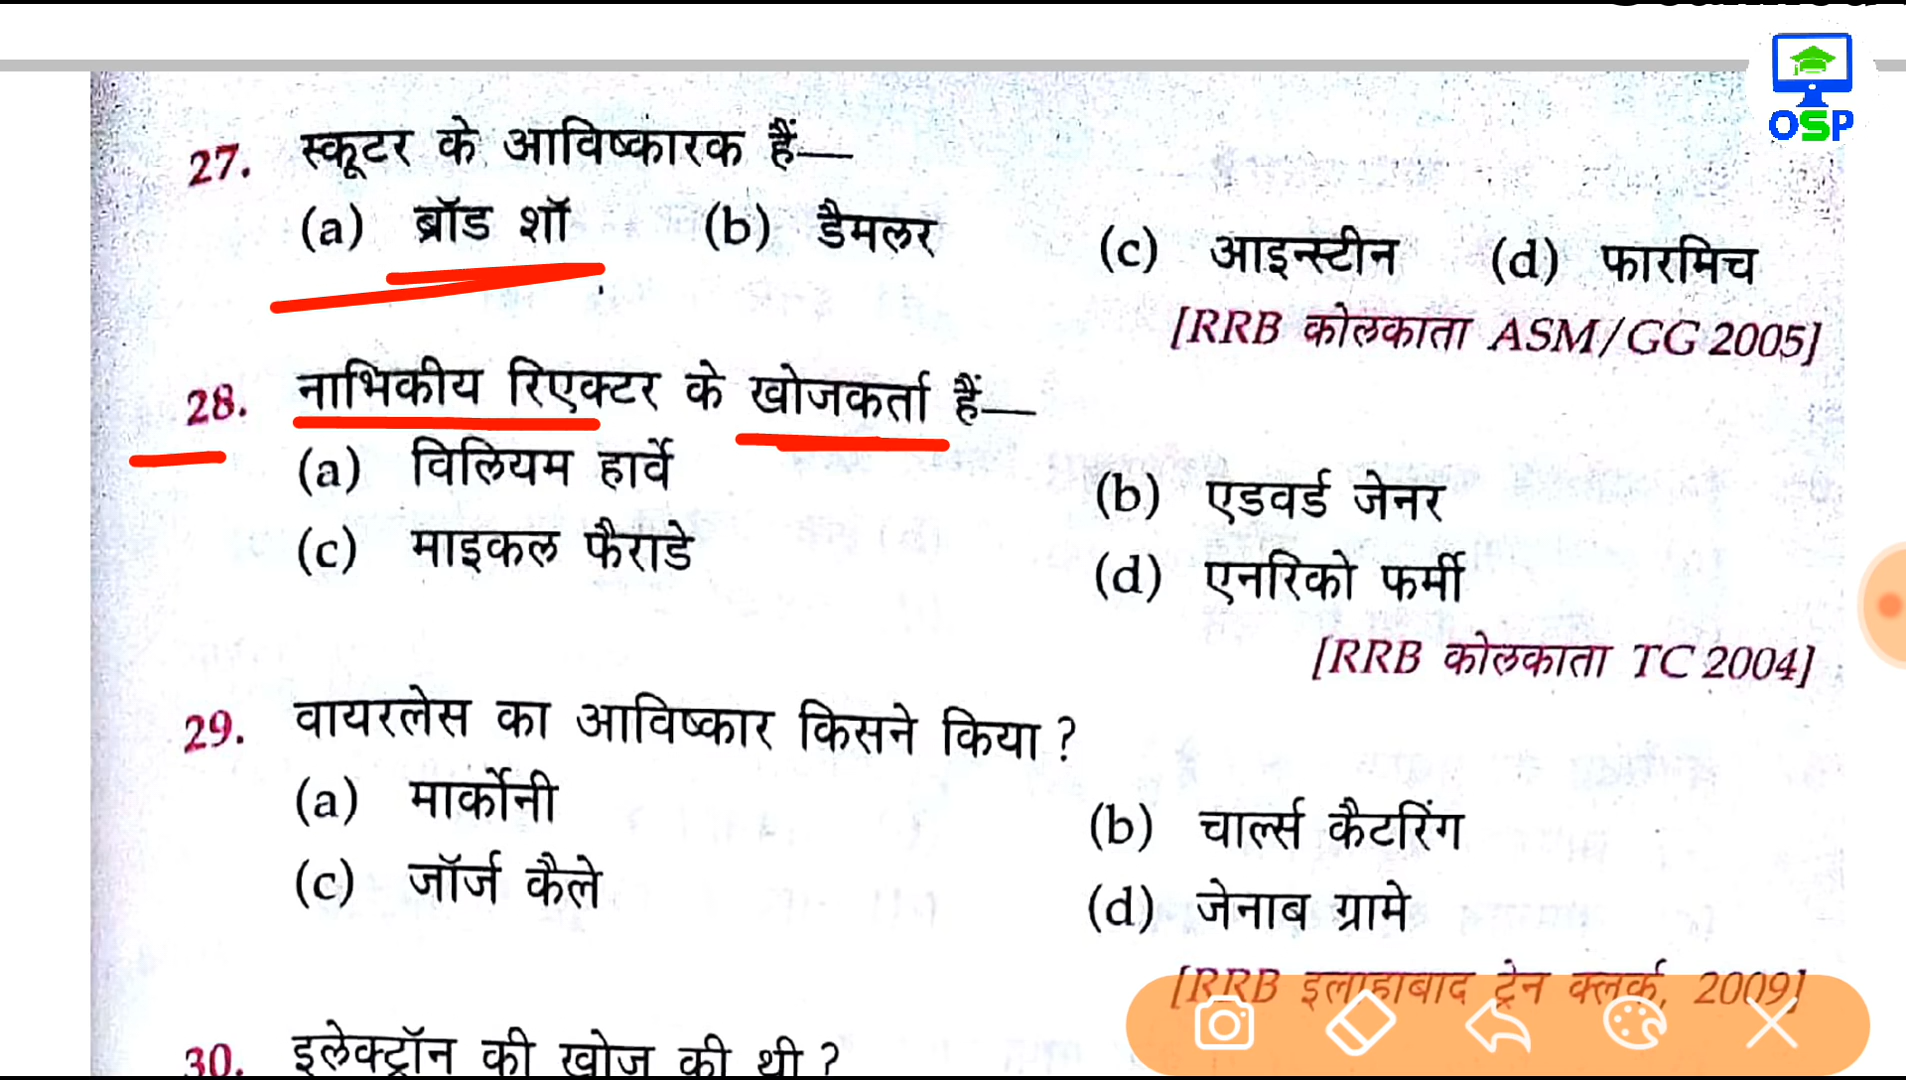 OSP
27. स्कूटर के आविष्कारक हैं—
(a) ब्रॉड शॉ (b) डैमलर (c) आइन्स्टीन (d) फारमिच
[RRB कोलकाता ASM/GG 2005]
28. नाभिकीय रिएक्टर के खोजकर्ता हैं—
(a) विलियम हार्वे (b) एडवर्ड जेनर
(c) माइकल फैराडे (d) एनरिको फर्मी
[RRB कोलकाता TC 2004]
29. वायरलेस का आविष्कार किसने किया ?
(a) मार्कोनी (b) चार्ल्स कैटरिंग
(c) जॉर्ज कैले (d) जेनाब ग्रामे
[RRB इलाहाबाद ट्रेन क्लर्क, 2009]
30. इलेक्ट्रॉन की खोज की थी ?